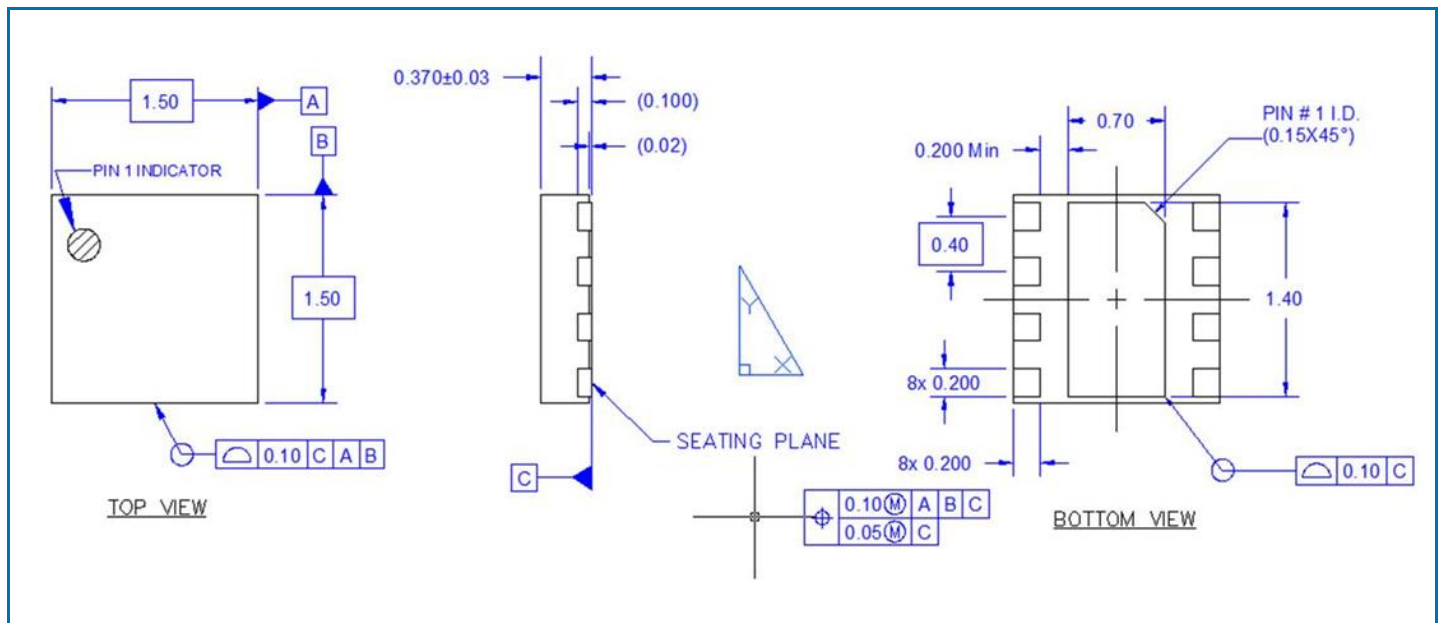 1.50
A
B
PIN 1 INDICATOR
1.50
0.10 C A B
TOP VIEW
0.370±0.03
(0.100)
(0.02)
Y
X
SEATING PLANE
C
0.10Ⓜ A B C
0.05Ⓜ C
0.70
PIN # 1 I.D.
(0.15X45°)
0.200 Min
0.40
1.40
8x 0.200
8x 0.200
0.10 C
BOTTOM VIEW